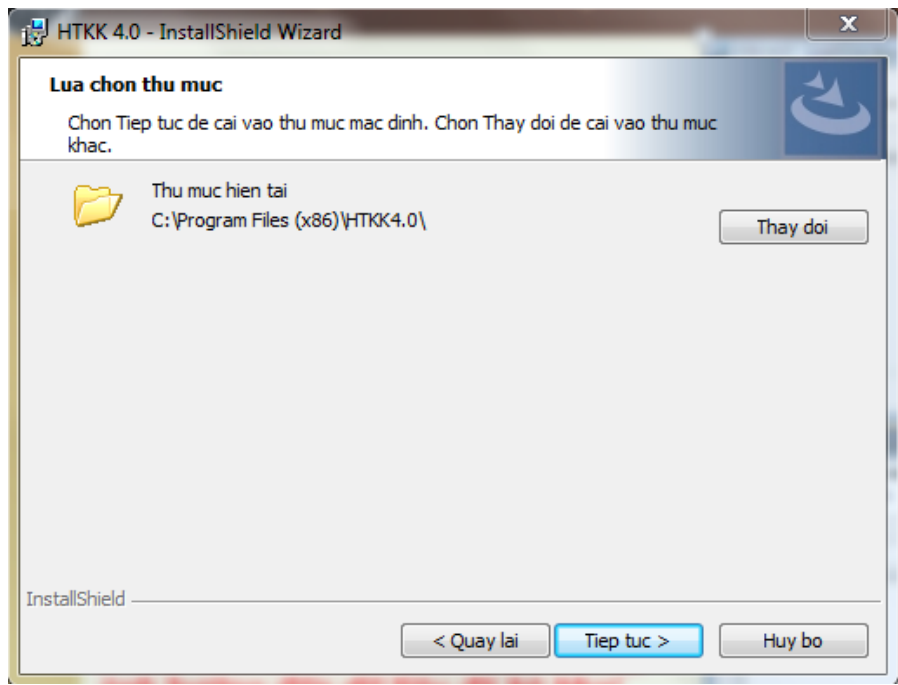 HTKK 4.0 - InstallShield Wizard
Lua chon thu muc
Chon Tiep tuc de cai vao thu muc mac dinh. Chon Thay doi de cai vao thu muc
khac.
Thu muc hien tai
C:\Program Files (x86)\HTKK4.0\
Thay doi
InstallShield
< Quay lai
Tiep tuc >
Huy bo